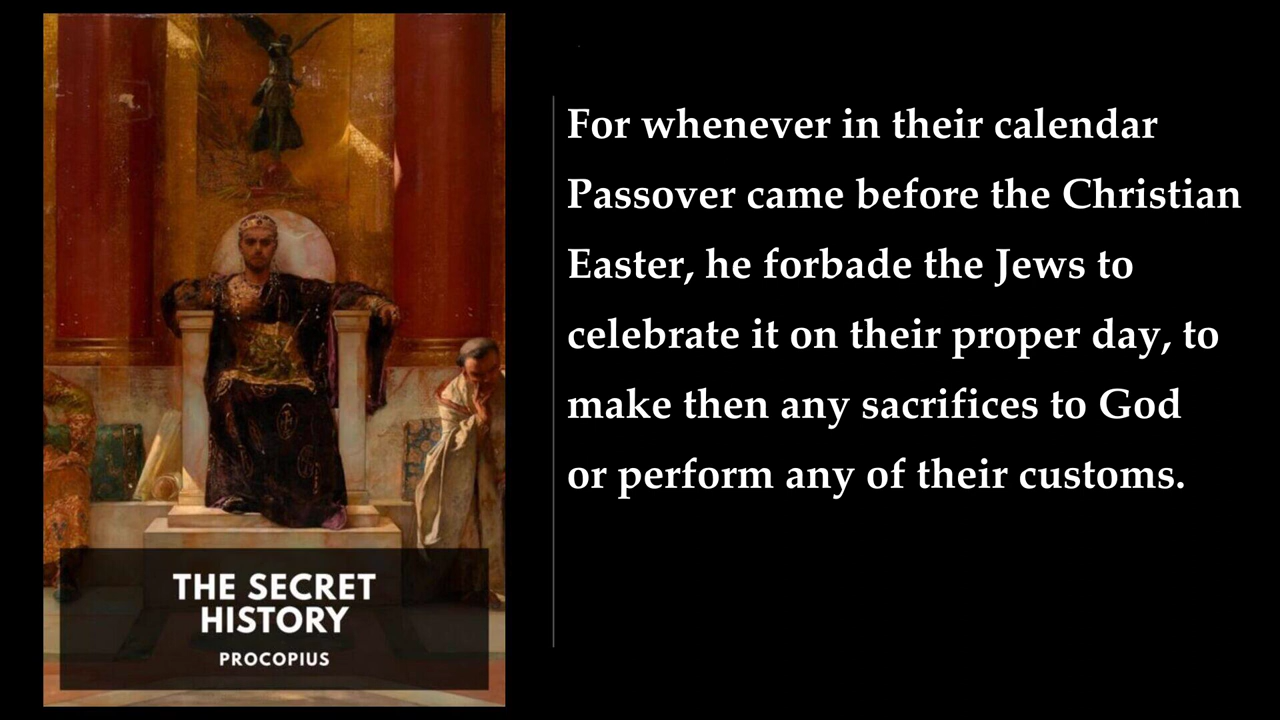 THE SECRET
HISTORY
PROCOPIUS
For whenever in their calendar
Passover came before the Christian
Easter, he forbade the Jews to
celebrate it on their proper day, to
make then any sacrifices to God
or perform any of their customs.